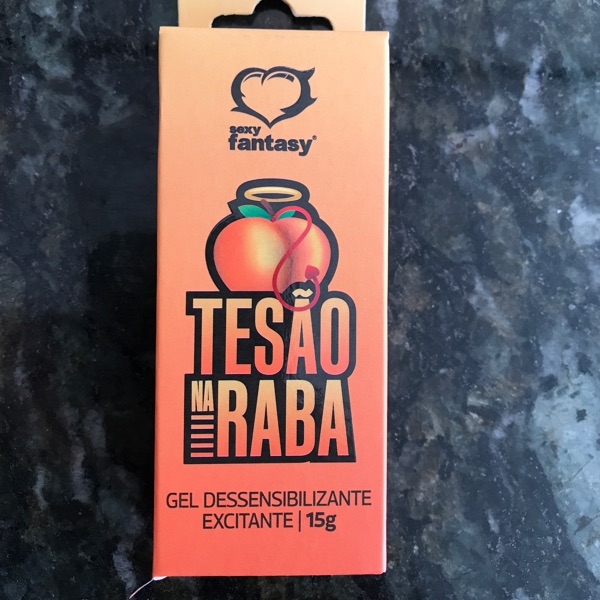 sexy
fantasy®
TESÃO
NA
RABA
GEL DESSENSIBILIZANTE
EXCITANTE | 15g